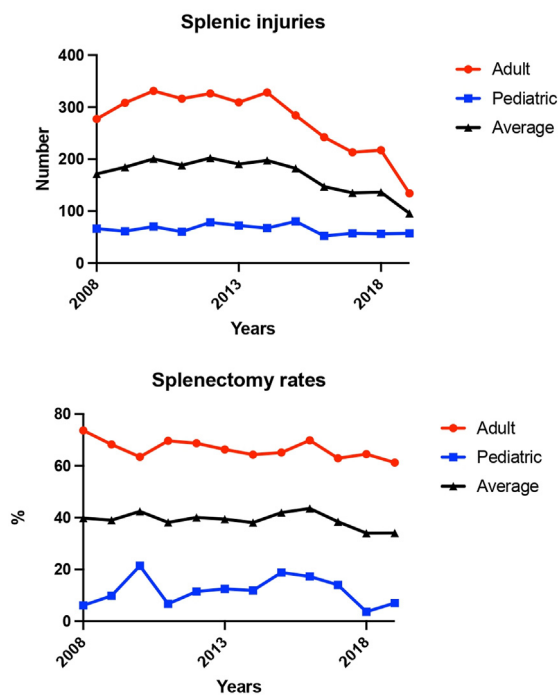 Splenic injuries
400
300
200
100
0
Number
2008
2013
2018
Years
Adult
Pediatric
Average
Splenectomy rates
80
60
40
20
0
%
2008
2013
2018
Years
Adult
Pediatric
Average